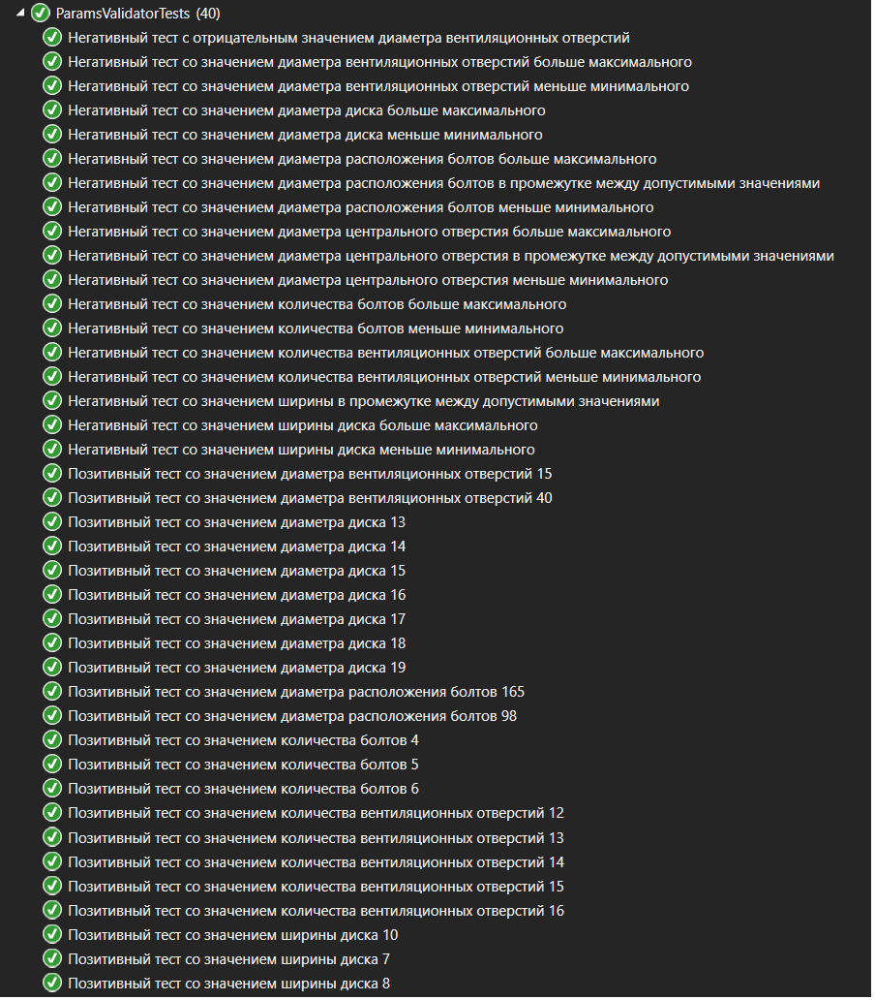 ParamsValidatorTests (40)
Негативный тест с отрицательным значением диаметра вентиляционных отверстий
Негативный тест со значением диаметра вентиляционных отверстий больше максимального
Негативный тест со значением диаметра вентиляционных отверстий меньше минимального
Негативный тест со значением диаметра диска больше максимального
Негативный тест со значением диаметра диска меньше минимального
Негативный тест со значением диаметра расположения болтов больше максимального
Негативный тест со значением диаметра расположения болтов в промежутке между допустимыми значениями
Негативный тест со значением диаметра расположения болтов меньше минимального
Негативный тест со значением диаметра центрального отверстия больше максимального
Негативный тест со значением диаметра центрального отверстия в промежутке между допустимыми значениями
Негативный тест со значением диаметра центрального отверстия меньше минимального
Негативный тест со значением количества болтов больше максимального
Негативный тест со значением количества болтов меньше минимального
Негативный тест со значением количества вентиляционных отверстий больше максимального
Негативный тест со значением количества вентиляционных отверстий меньше минимального
Негативный тест со значением ширины в промежутке между допустимыми значениями
Негативный тест со значением ширины диска больше максимального
Негативный тест со значением ширины диска меньше минимального
Позитивный тест со значением диаметра вентиляционных отверстий 15
Позитивный тест со значением диаметра вентиляционных отверстий 40
Позитивный тест со значением диаметра диска 13
Позитивный тест со значением диаметра диска 14
Позитивный тест со значением диаметра диска 15
Позитивный тест со значением диаметра диска 16
Позитивный тест со значением диаметра диска 17
Позитивный тест со значением диаметра диска 18
Позитивный тест со значением диаметра диска 19
Позитивный тест со значением диаметра расположения болтов 165
Позитивный тест со значением диаметра расположения болтов 98
Позитивный тест со значением количества болтов 4
Позитивный тест со значением количества болтов 5
Позитивный тест со значением количества болтов 6
Позитивный тест со значением количества вентиляционных отверстий 12
Позитивный тест со значением количества вентиляционных отверстий 13
Позитивный тест со значением количества вентиляционных отверстий 14
Позитивный тест со значением количества вентиляционных отверстий 15
Позитивный тест со значением количества вентиляционных отверстий 16
Позитивный тест со значением ширины диска 10
Позитивный тест со значением ширины диска 7
Позитивный тест со значением ширины диска 8